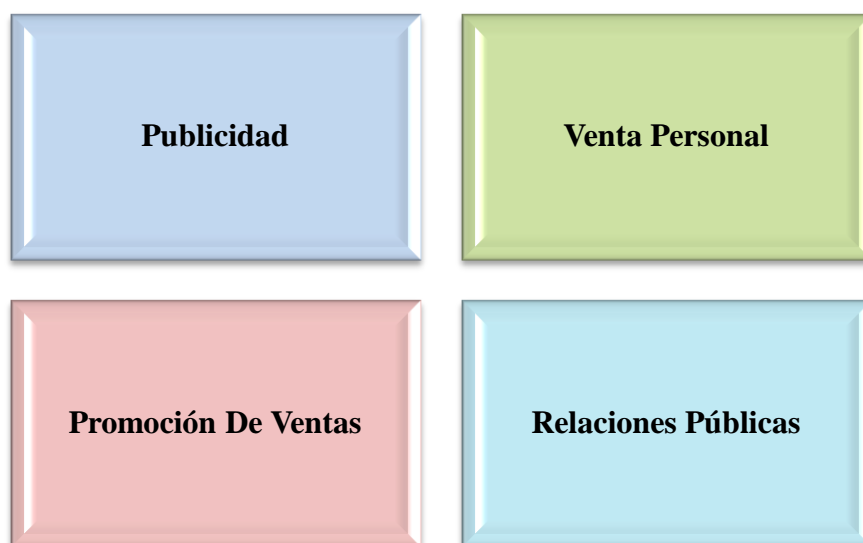 Publicidad
Venta Personal
Promoción De Ventas
Relaciones Públicas